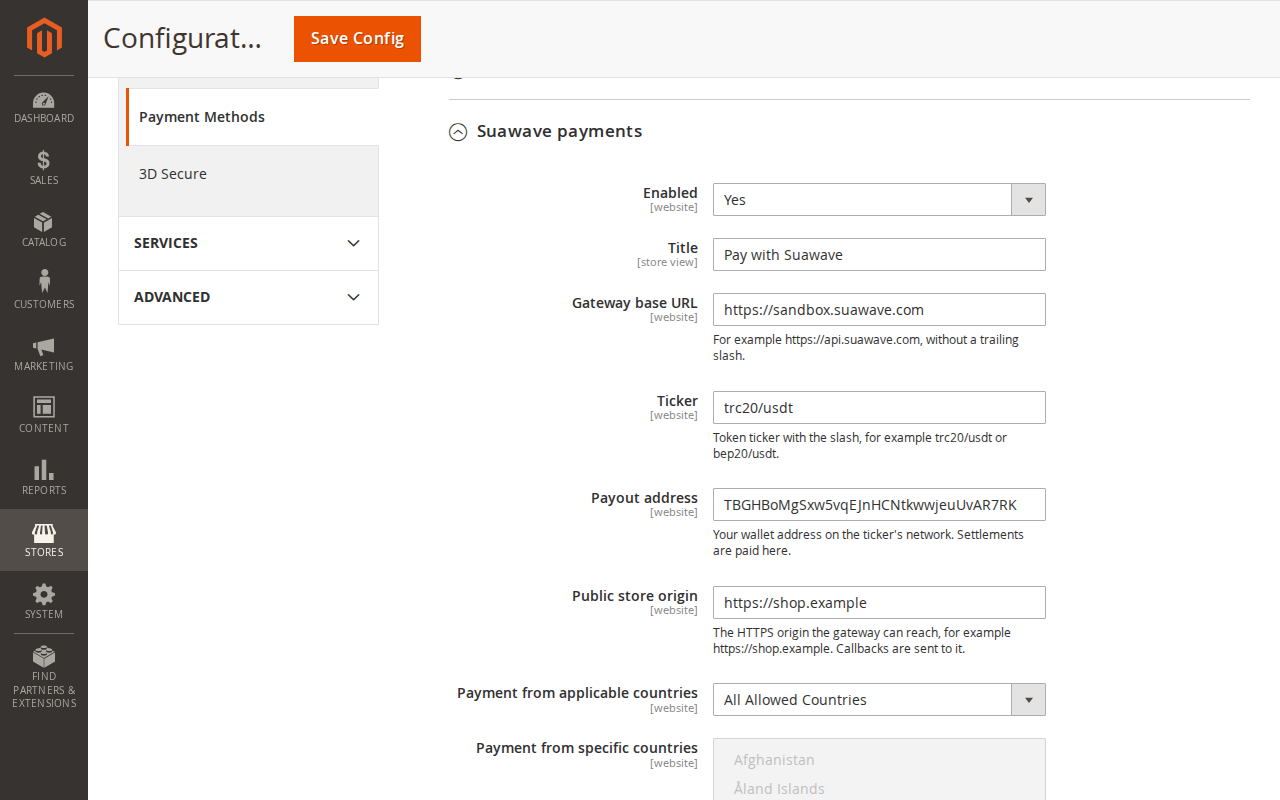 Configurat...
Save Config
DASHBOARD
SALES
CATALOG
CUSTOMERS
MARKETING
CONTENT
REPORTS
STORES
SYSTEM
FIND
PARTNERS &
EXTENSIONS
Payment Methods
3D Secure
SERVICES
ADVANCED
Suawave payments
Enabled
[website]
Yes
Title
[store view]
Pay with Suawave
Gateway base URL
[website]
https://sandbox.suawave.com
For example https://api.suawave.com, without a trailing
slash.
Ticker
[website]
trc20/usdt
Token ticker with the slash, for example trc20/usdt or
bep20/usdt.
Payout address
[website]
TBGHBoMgSxw5vqEJnHCNtkwwjeuUvAR7RK
Your wallet address on the ticker's network. Settlements
are paid here.
Public store origin
[website]
https://shop.example
The HTTPS origin the gateway can reach, for example
https://shop.example. Callbacks are sent to it.
Payment from applicable countries
[website]
All Allowed Countries
Payment from specific countries
[website]
Afghanistan
Åland Islands